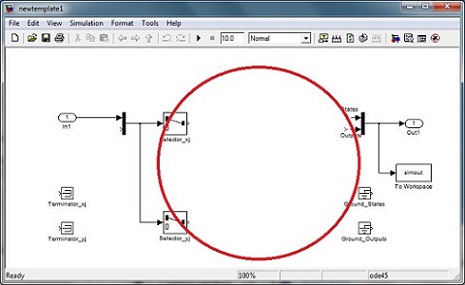 newtemplate1
File Edit View Simulation Format Tools Help
10.0 Normal
1
In1
Selector_xj
States
Outputs
1
Out1
simout
To Workspace
Terminator_xj
Terminator_yj
Selector_yj
Ground_States
Ground_Outputs
Ready 100% ode45